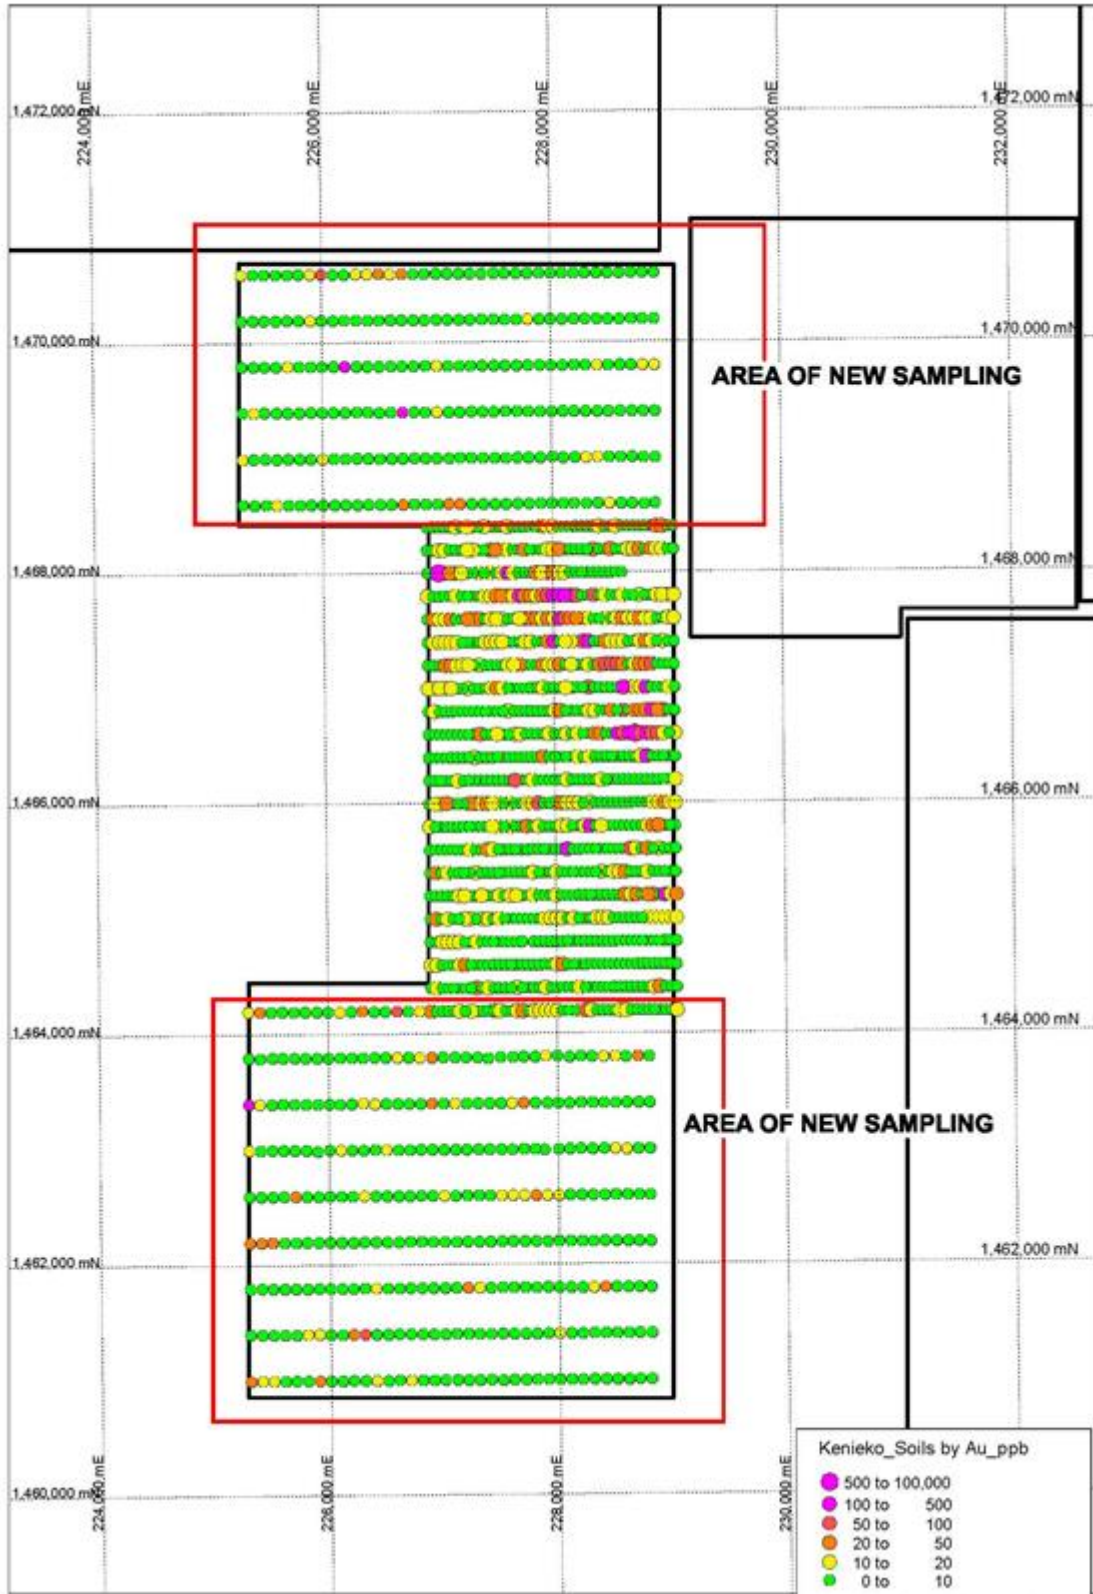 224,000 mE
226,000 mE
228,000 mE
230,000 mE
232,000 mE
1,472,000 mN
1,472,000 mN
1,470,000 mN
1,470,000 mN
AREA OF NEW SAMPLING
1,468,000 mN
1,468,000 mN
1,466,000 mN
1,466,000 mN
1,464,000 mN
1,464,000 mN
AREA OF NEW SAMPLING
1,462,000 mN
1,462,000 mN
1,460,000 mN
224,000 mE
226,000 mE
228,000 mE
230,000 mE
Kenieko_Soils by Au_ppb
500 to 100,000
100 to 500
50 to 100
20 to 50
10 to 20
0 to 10